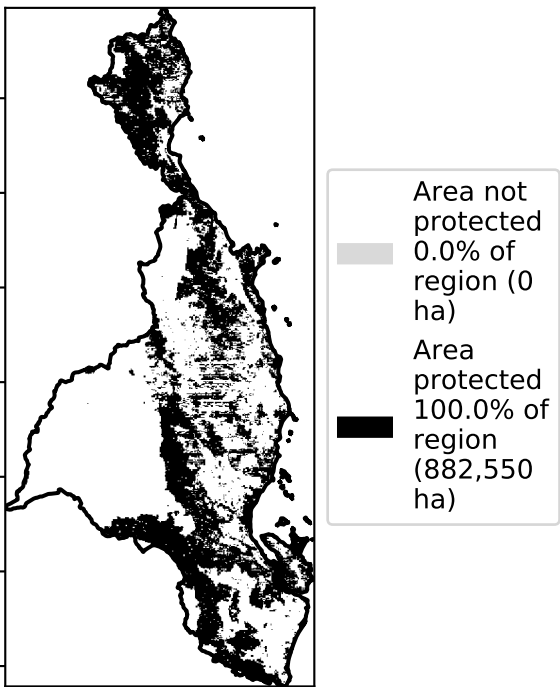 Area not
protected
0.0% of
region (0
ha)
Area
protected
100.0% of
region
(882,550
ha)